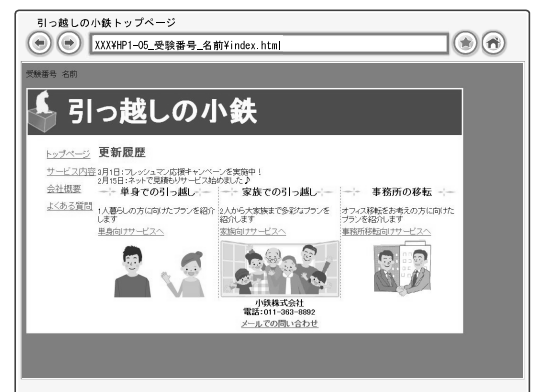 引っ越しの小鉄トップページ
XXX¥HP1-05_受験番号_名前¥index.html
受験番号 名前
引っ越しの小鉄
トップページ
サービス内容
会社概要
よくある質問
更新履歴
3月1日:フレッシュマン応援キャンペーンを実施中！
2月15日:ネットで見積もりサービス始めました♪
単身での引っ越し
1人暮らしの方に向けたプランを紹介
します
単身向けサービスへ
家族での引っ越し
2人から大家族まで多彩なプランを
紹介します
家族向けサービスへ
事務所の移転
オフィス移転をお考えの方に向けた
プランを紹介します
事務所移転向けサービスへ
小鉄株式会社
電話:011-363-8892
メールでの問い合わせ